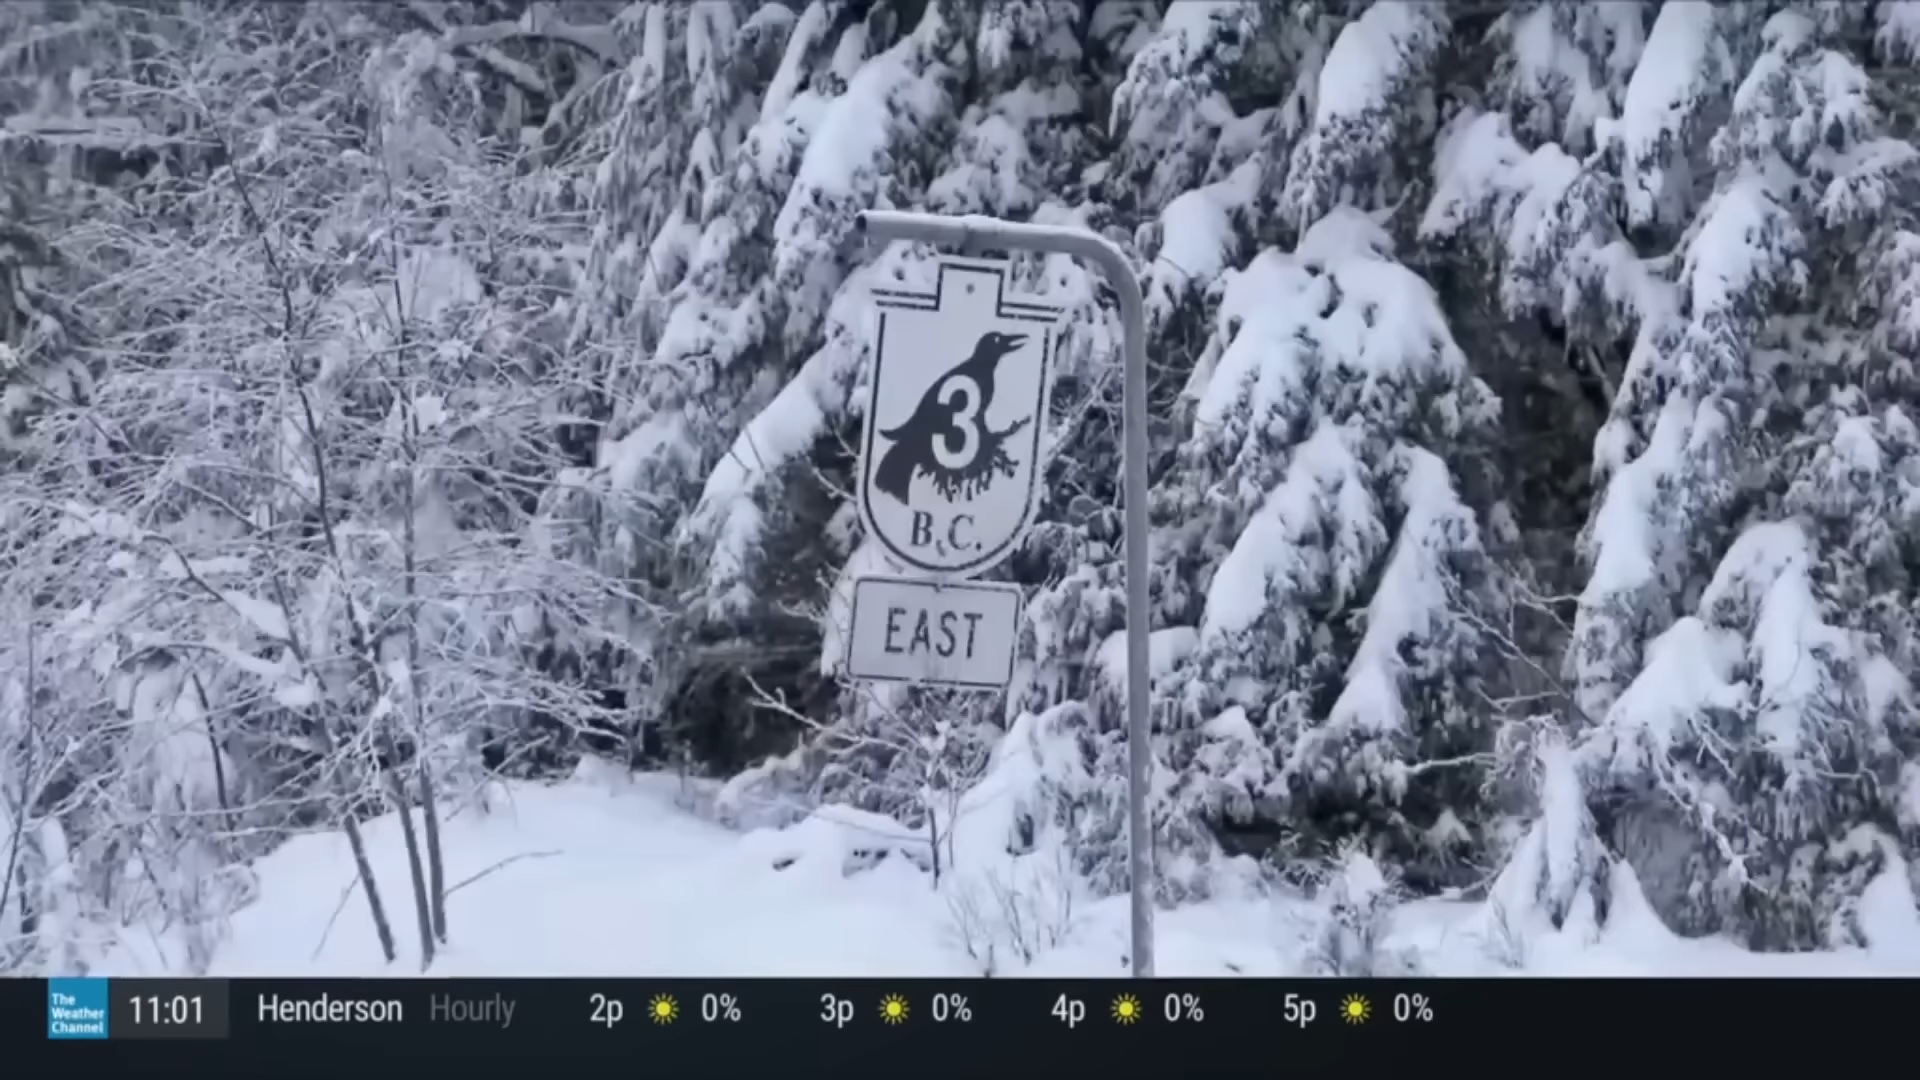 3
B.C.
EAST
The
Weather
Channel
11:01 Henderson Hourly 2p 0% 3p 0% 4p 0% 5p 0%